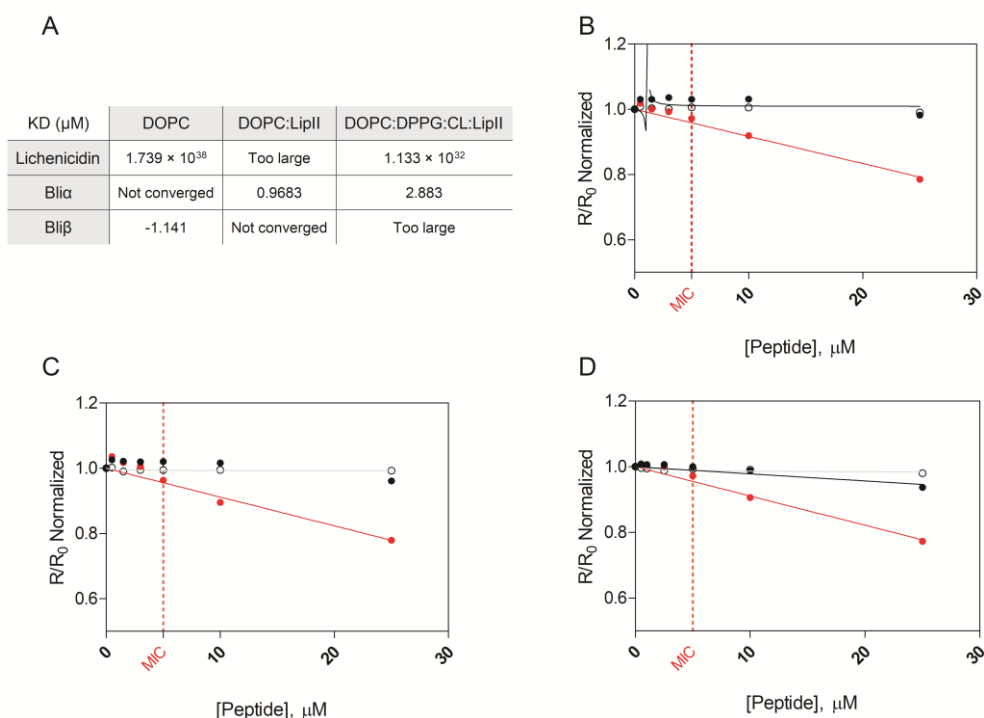 A
KD (µM) DOPC DOPC:LipII DOPC:DPPG:CL:LipII
Lichenicidin 1.739 × 10³⁸ Too large 1.133 × 10³²
Bliα Not converged 0.9683 2.883
Bliβ -1.141 Not converged Too large
B
R/R₀ Normalized
1.2
1.0
0.8
0.6
0
MIC
10
20
30
[Peptide], µM
C
R/R₀ Normalized
1.2
1.0
0.8
0.6
0
MIC
10
20
30
[Peptide], µM
D
R/R₀ Normalized
1.2
1.0
0.8
0.6
0
MIC
10
20
30
[Peptide], µM